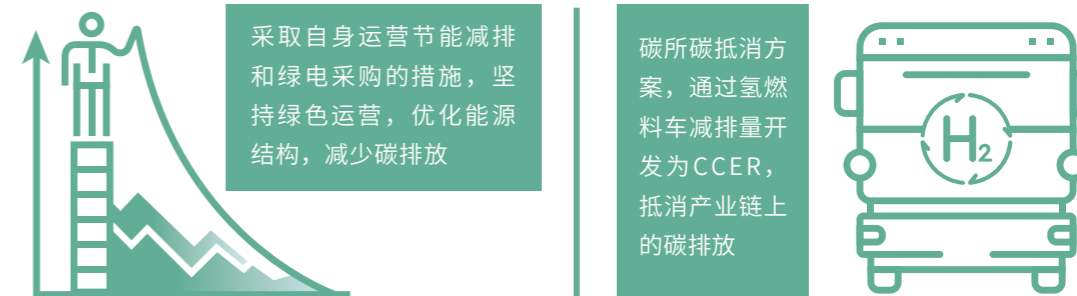 采取自身运营节能减排
和绿电采购的措施，坚
持绿色运营，优化能源
结构，减少碳排放
碳所碳抵消方
案，通过氢燃
料车减排量开
发为CCER，
抵消产业链上
的碳排放
H2